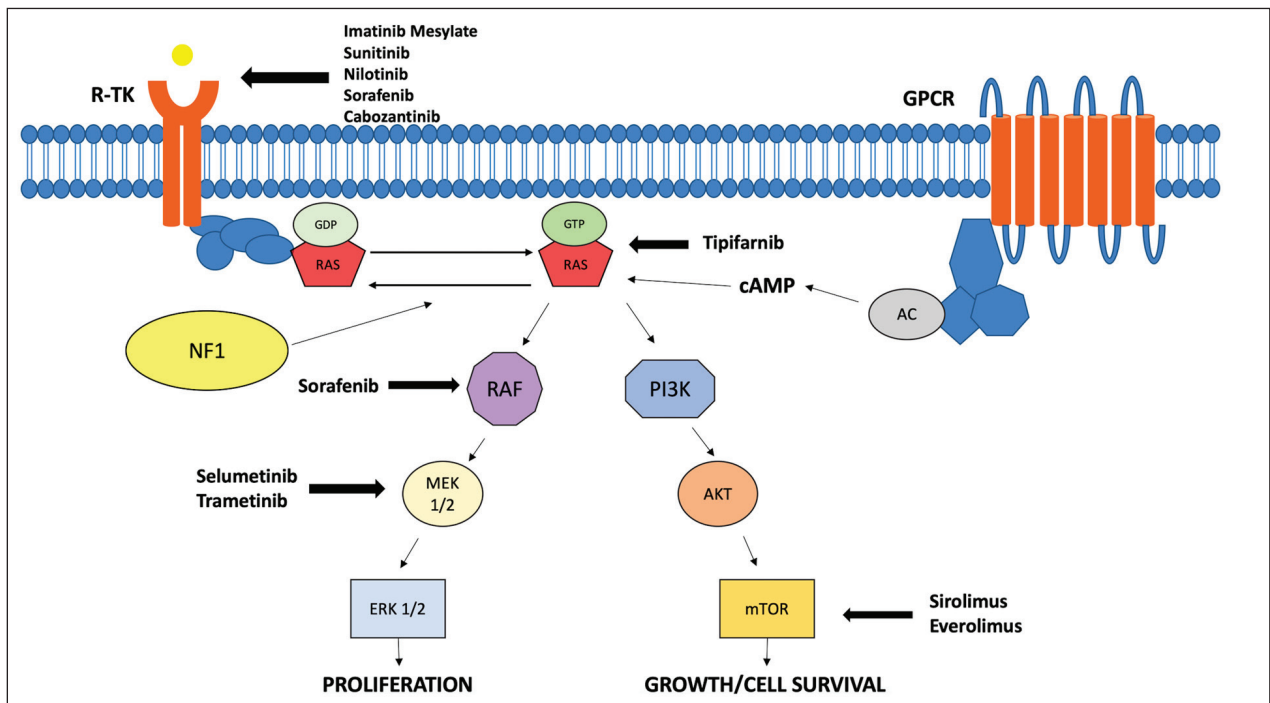 Imatinib Mesylate
Sunitinib
Nilotinib
Sorafenib
Cabozantinib
R-TK
GPCR
GDP
RAS
GTP
RAS
Tipifarnib
cAMP
AC
NF1
Sorafenib
RAF
PI3K
Selumetinib
Trametinib
MEK
1/2
AKT
ERK 1/2
mTOR
Sirolimus
Everolimus
PROLIFERATION
GROWTH/CELL SURVIVAL